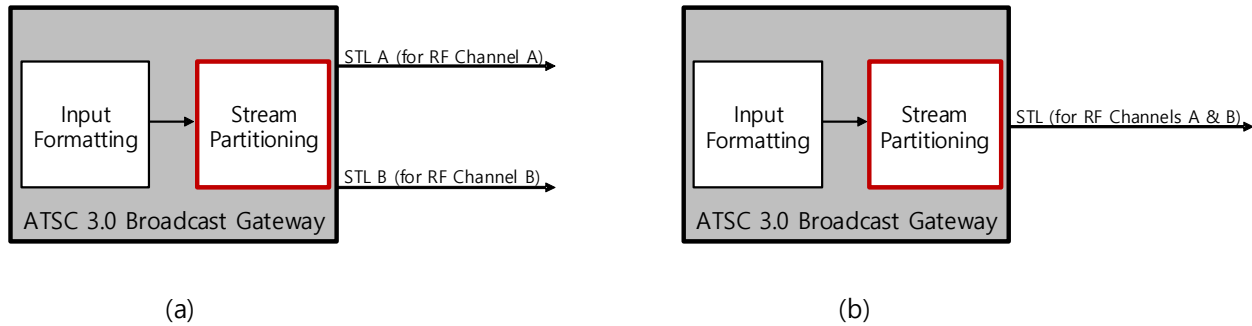 STL A (for RF Channel A)
Input
Formatting
Stream
Partitioning
STL B (for RF Channel B)
ATSC 3.0 Broadcast Gateway
(a)
Input
Formatting
Stream
Partitioning
STL (for RF Channels A & B)
ATSC 3.0 Broadcast Gateway
(b)